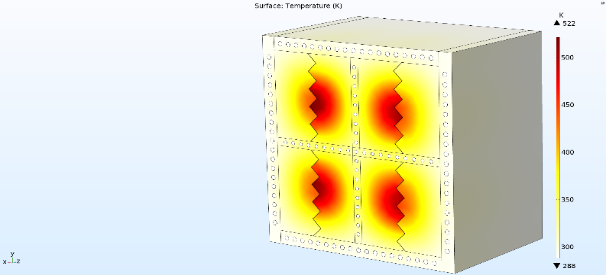 Surface: Temperature (K)
K
▲ 522
500
450
400
350
300
▼ 288
y
x z